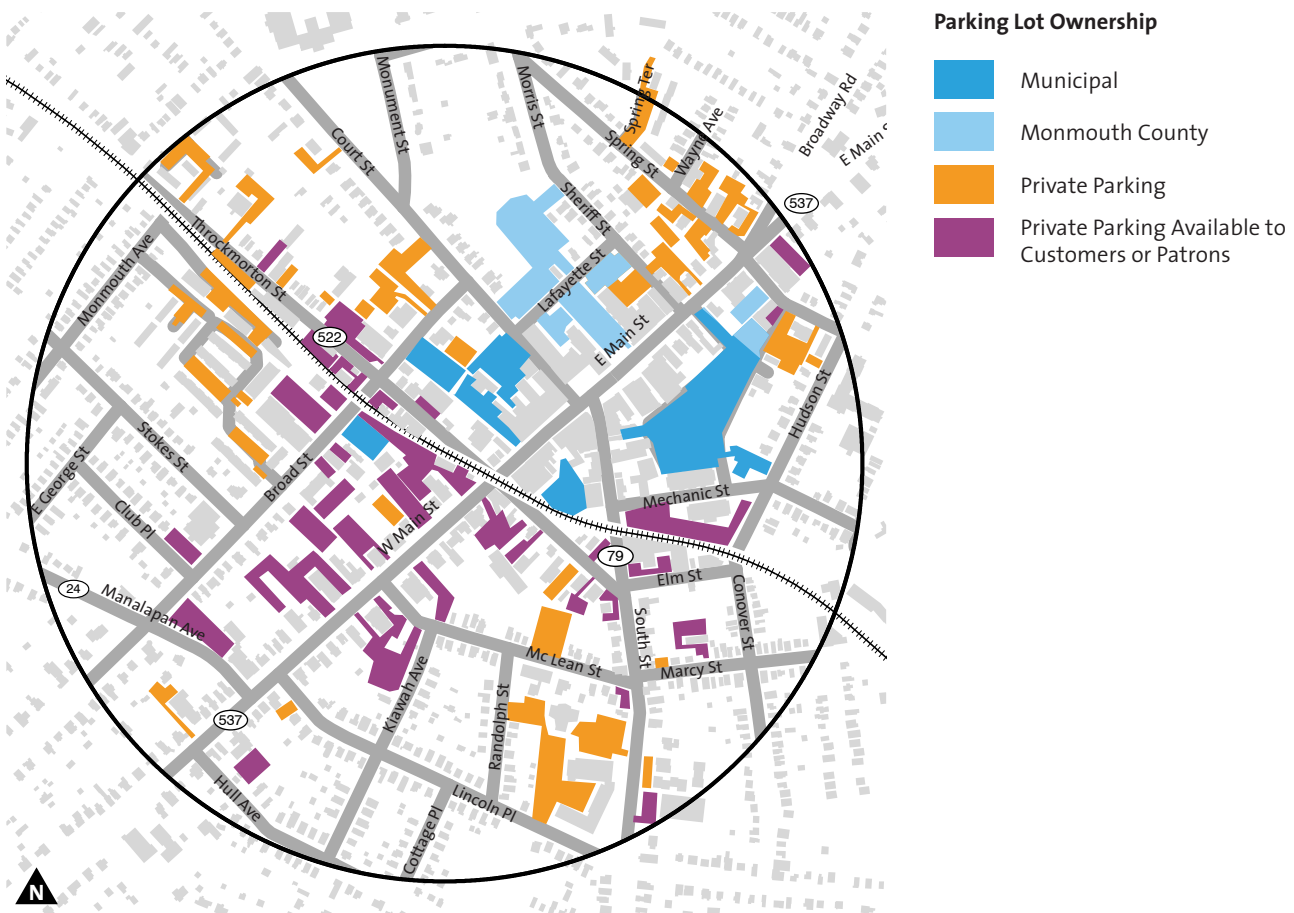 Parking Lot Ownership
Municipal
Monmouth County
Private Parking
Private Parking Available to
Customers or Patrons
Monument St
Morris St
Spring Ter
Wayne Ave
Broadway Rd
E Main S
Court St
Spring St
Sheriff St
537
Throckmorton St
Monmouth Ave
Lafayette St
522
E Main St
Hudson St
Stokes St
Broad St
E George St
Club Pl
W Main St
Mechanic St
79
Elm St
24
Manalapan Ave
Conover St
South St
Mc Lean St
Marcy St
Kiawah Ave
Randolph St
537
Hull Ave
Lincoln Pl
Cottage Pl
N